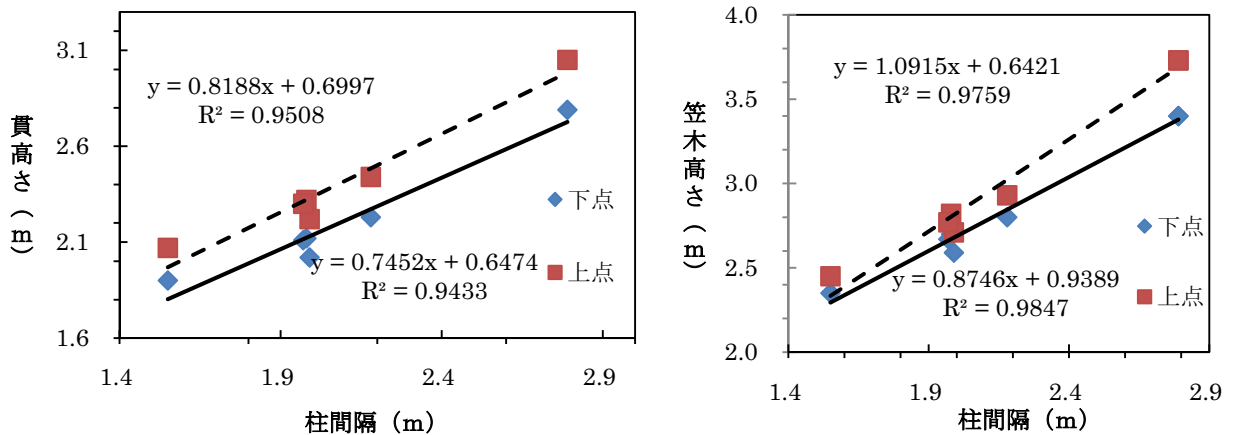 3.1
2.6
2.1
1.6
貫高さ（m）
y = 0.8188x + 0.6997
R² = 0.9508
下点
上点
y = 0.7452x + 0.6474
R² = 0.9433
1.4
1.9
2.4
2.9
柱間隔（m）
4.0
3.5
3.0
2.5
2.0
笠木高さ（m）
y = 1.0915x + 0.6421
R² = 0.9759
下点
上点
y = 0.8746x + 0.9389
R² = 0.9847
1.4
1.9
2.4
2.9
柱間隔（m）